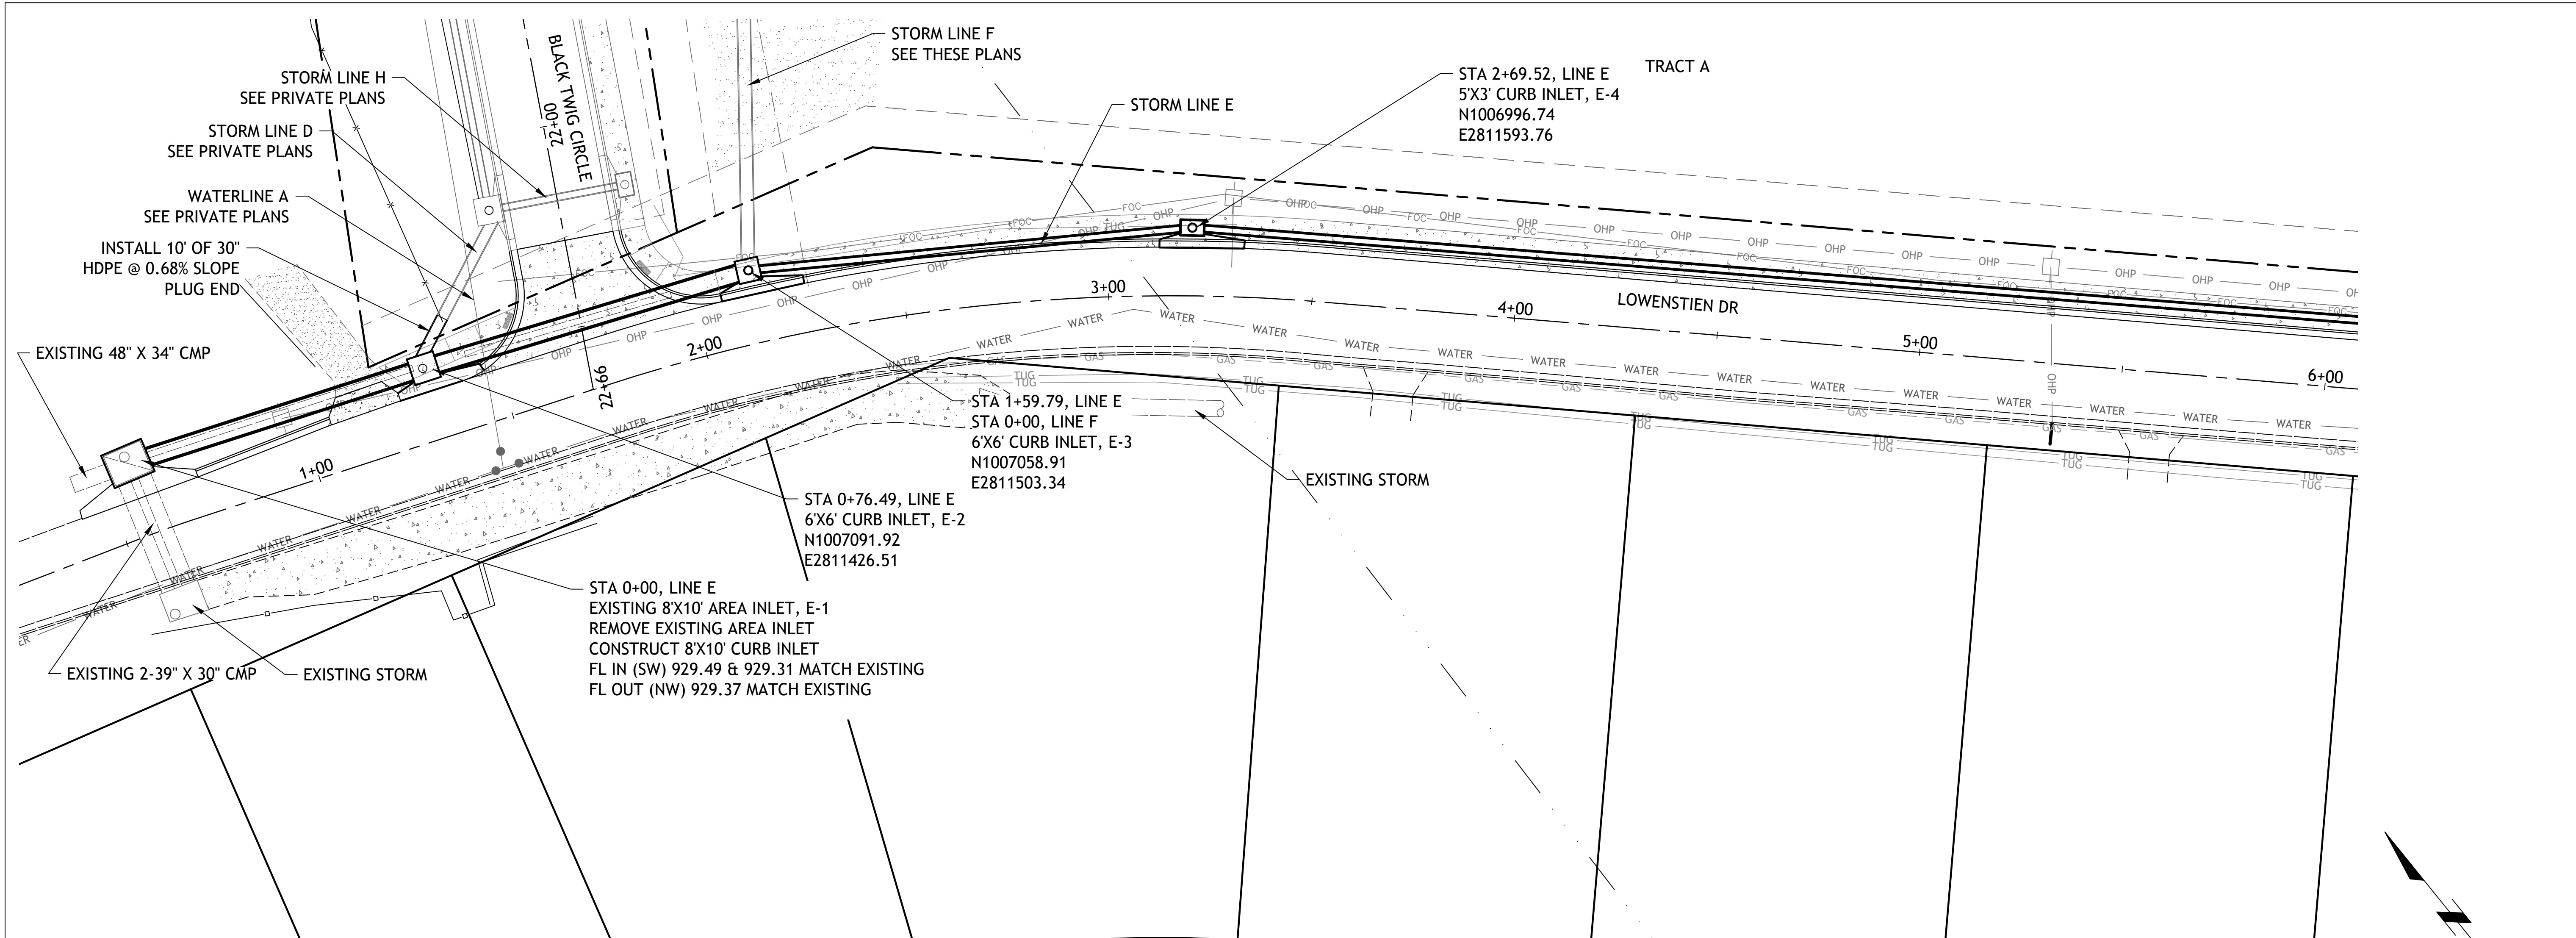 STORM LINE F
SEE THESE PLANS
STORM LINE H
SEE PRIVATE PLANS
STORM LINE D
SEE PRIVATE PLANS
WATERLINE A
SEE PRIVATE PLANS
INSTALL 10' OF 30"
HDPE @ 0.68% SLOPE
PLUG END
EXISTING 48" X 34" CMP
BLACK TWIG CIRCLE
22+00
22+66
STORM LINE E
STA 2+69.52, LINE E
5'X3' CURB INLET, E-4
N1006996.74
E2811593.76
TRACT A
LOWENSTIEN DR
1+00
2+00
3+00
4+00
5+00
6+00
STA 1+59.79, LINE E
STA 0+00, LINE F
6'X6' CURB INLET, E-3
N1007058.91
E2811503.34
EXISTING STORM
STA 0+76.49, LINE E
6'X6' CURB INLET, E-2
N1007091.92
E2811426.51
STA 0+00, LINE E
EXISTING 8'X10' AREA INLET, E-1
REMOVE EXISTING AREA INLET
CONSTRUCT 8'X10' CURB INLET
FL IN (SW) 929.49 & 929.31 MATCH EXISTING
FL OUT (NW) 929.37 MATCH EXISTING
EXISTING 2-39" X 30" CMP
EXISTING STORM
FOC
OHP
TUG
WATER
GAS